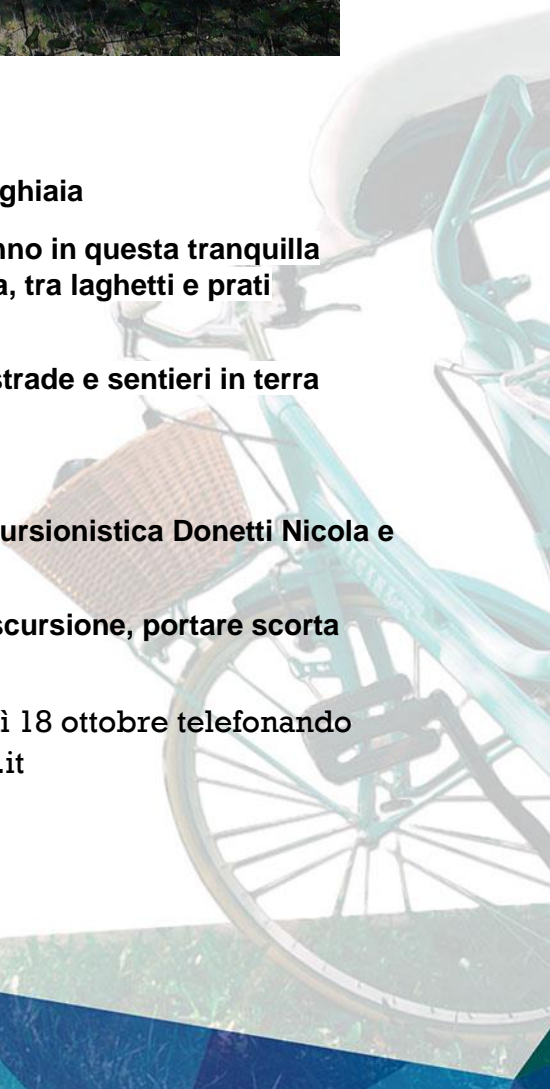 ghiaia
nno in questa tranquilla
a, tra laghetti e prati
strade e sentieri in terra
ursionistica Donetti Nicola e
scursione, portare scorta
ì 18 ottobre telefonando
.it